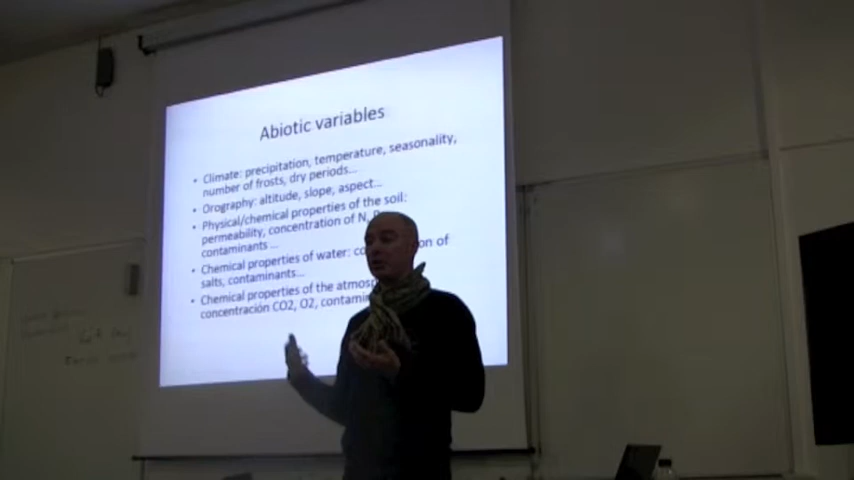 Abiotic variables
• Climate: precipitation, temperature, seasonality,
number of frosts, dry periods...
• Orography: altitude, slope, aspect...
• Physical/chemical properties of the soil:
permeability, concentration of N,
contaminants ...
• Chemical properties of water: of
salts, contaminants...
• Chemical properties of the
concentración CO2, O2,